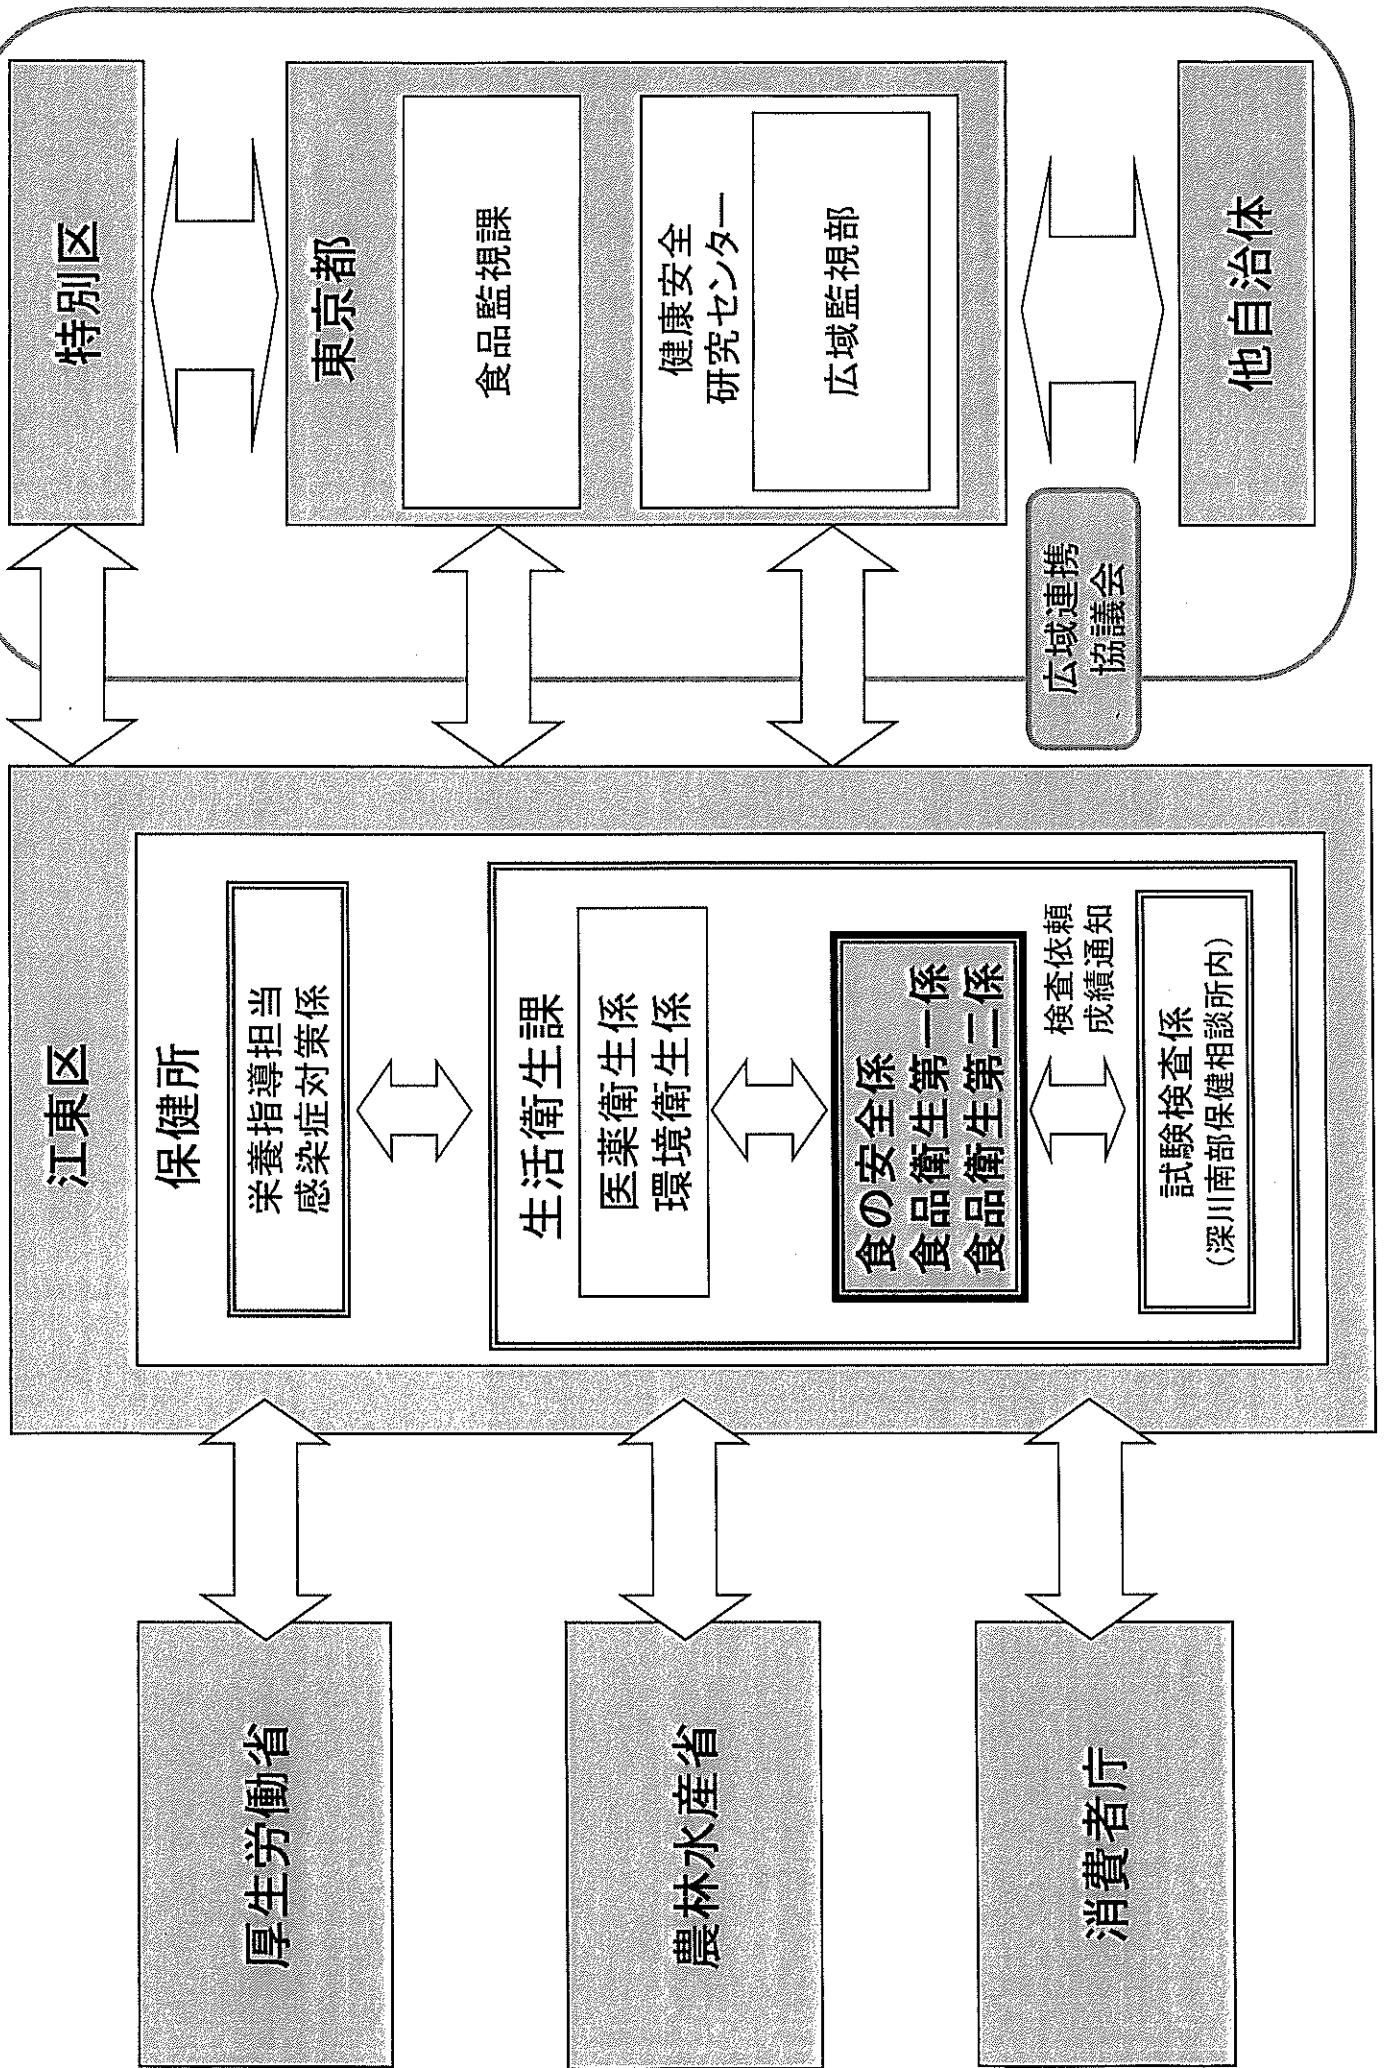 厚生労働省
農林水産省
消費者庁
江東区
保健所
栄養指導担当
感染症対策係
生活衛生課
医薬衛生係
環境衛生係
食の安全係
食品衛生第一係
食品衛生第二係
検査依頼
成績通知
試験検査係
（深川南部保健相談所内）
特別区
東京都
食品監視課
健康安全
研究センター
広域監視部
広域連携
協議会
他自治体